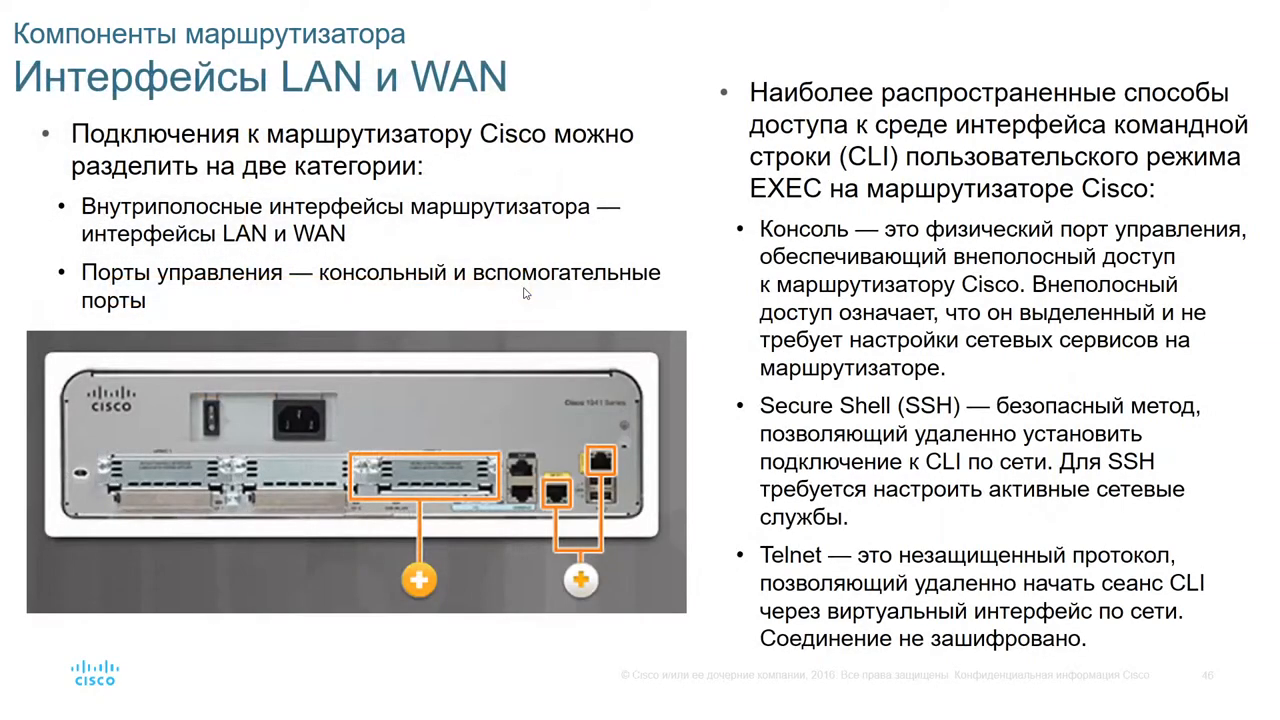 Компоненты маршрутизатора
Интерфейсы LAN и WAN
Подключения к маршрутизатору Cisco можно
разделить на две категории:
Внутриполосные интерфейсы маршрутизатора —
интерфейсы LAN и WAN
Порты управления — консольный и вспомогательные
порты
CISCO
Cisco 1941 Series
Наиболее распространенные способы
доступа к среде интерфейса командной
строки (CLI) пользовательского режима
EXEC на маршрутизаторе Cisco:
Консоль — это физический порт управления,
обеспечивающий внеполосный доступ
к маршрутизатору Cisco. Внеполосный
доступ означает, что он выделенный и не
требует настройки сетевых сервисов на
маршрутизаторе.
Secure Shell (SSH) — безопасный метод,
позволяющий удаленно установить
подключение к CLI по сети. Для SSH
требуется настроить активные сетевые
службы.
Telnet — это незащищенный протокол,
позволяющий удаленно начать сеанс CLI
через виртуальный интерфейс по сети.
Соединение не зашифровано.
CISCO
© Cisco и/или ее дочерние компании, 2016. Все права защищены. Конфиденциальная информация Cisco
46